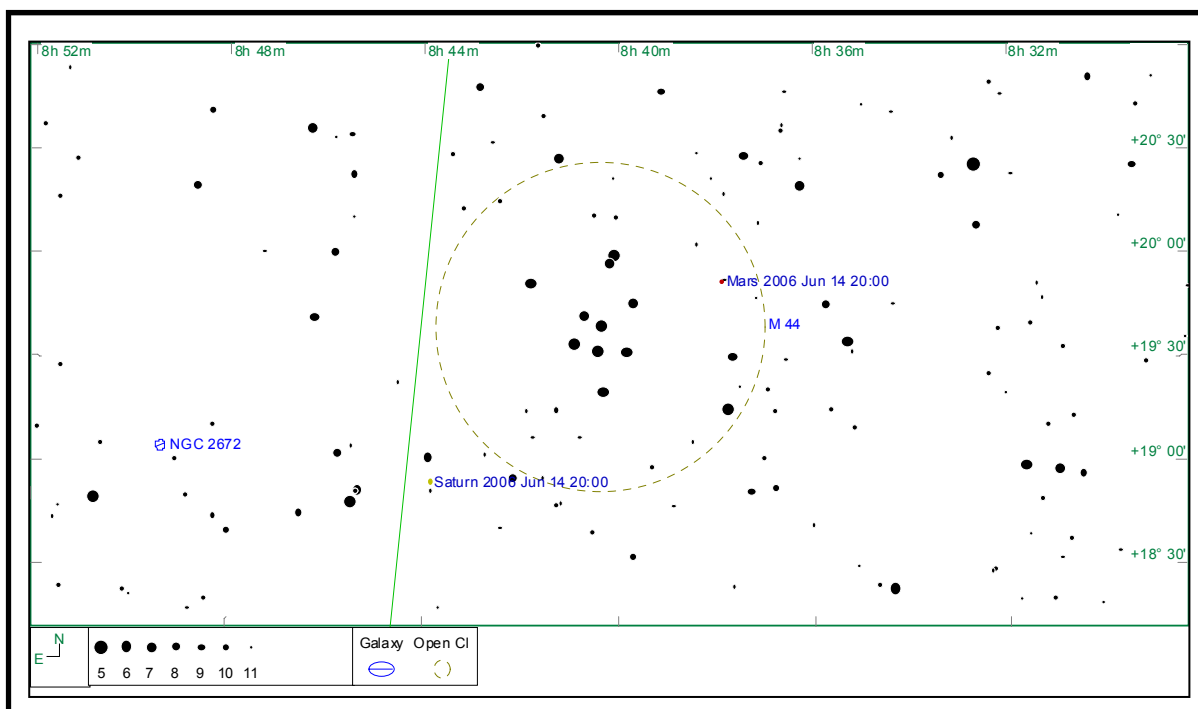 8h 52m 8h 48m 8h 44m 8h 40m 8h 36m 8h 32m
+20° 30'
+20° 00'
Mars 2006 Jun 14 20:00
M 44
+19° 30'
NGC 2672
+19° 00'
Saturn 2006 Jun 14 20:00
+18° 30'
N
E
5 6 7 8 9 10 11
Galaxy Open Cl